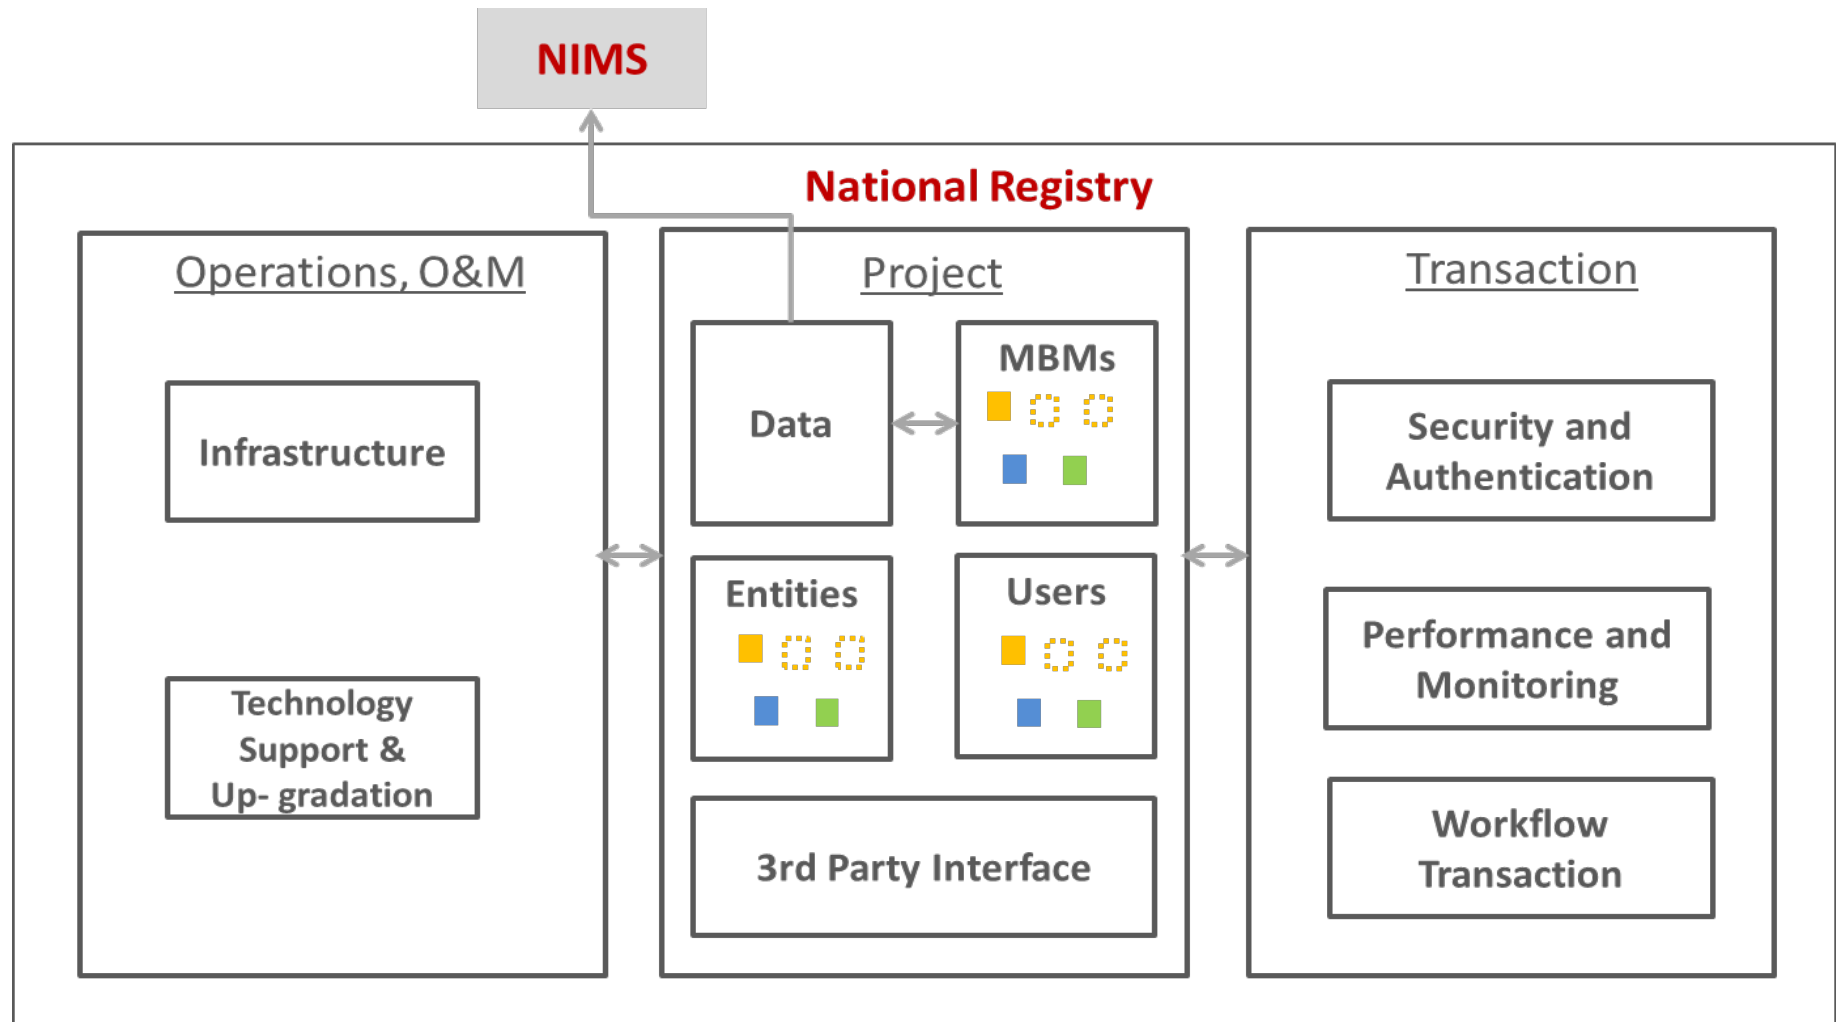 NIMS
National Registry
Operations, O&M
Infrastructure
Technology
Support &
Up- gradation
Project
Data
MBMs
Entities
Users
3rd Party Interface
Transaction
Security and
Authentication
Performance and
Monitoring
Workflow
Transaction